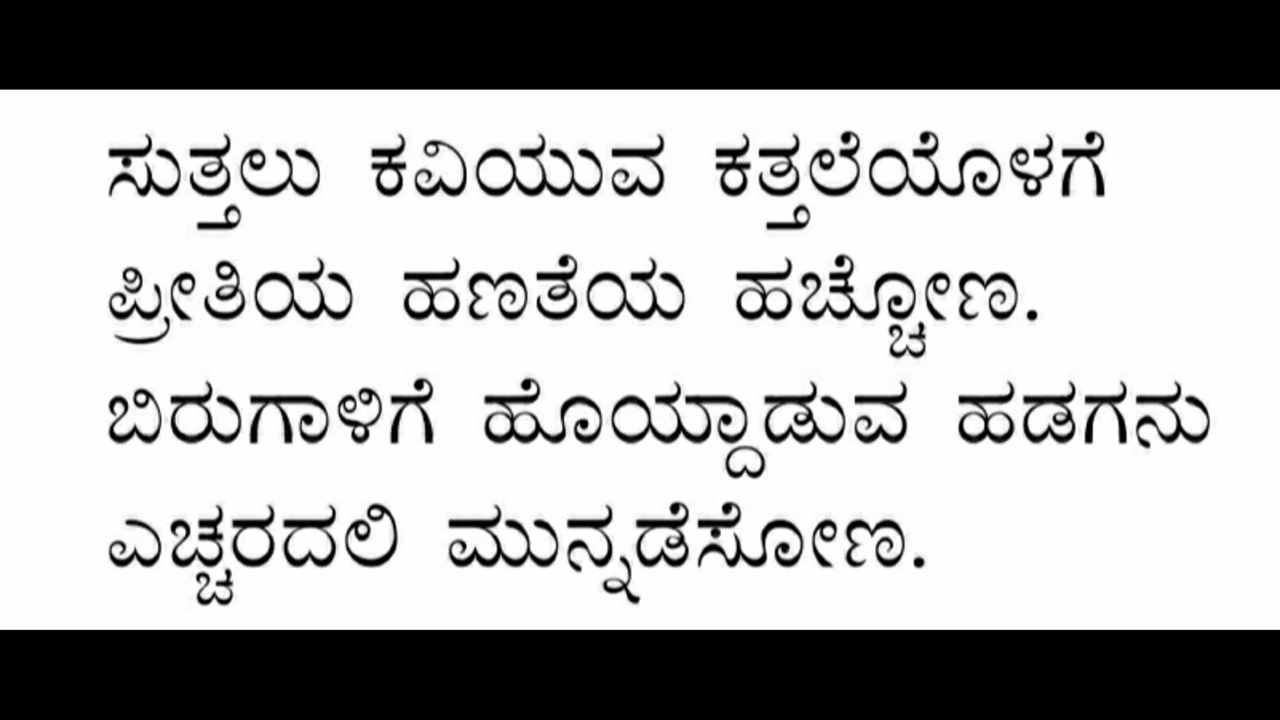 ಸುತ್ತಲು ಕವಿಯುವ ಕತ್ತಲೆಯೊಳಗೆ
ಪ್ರೀತಿಯ ಹಣತೆಯ ಹಚ್ಚೋಣ.
ಬಿರುಗಾಳಿಗೆ ಹೊಯ್ದಾಡುವ ಹಡಗನು
ಎಚ್ಚರದಲಿ ಮುನ್ನಡೆಸೋಣ.